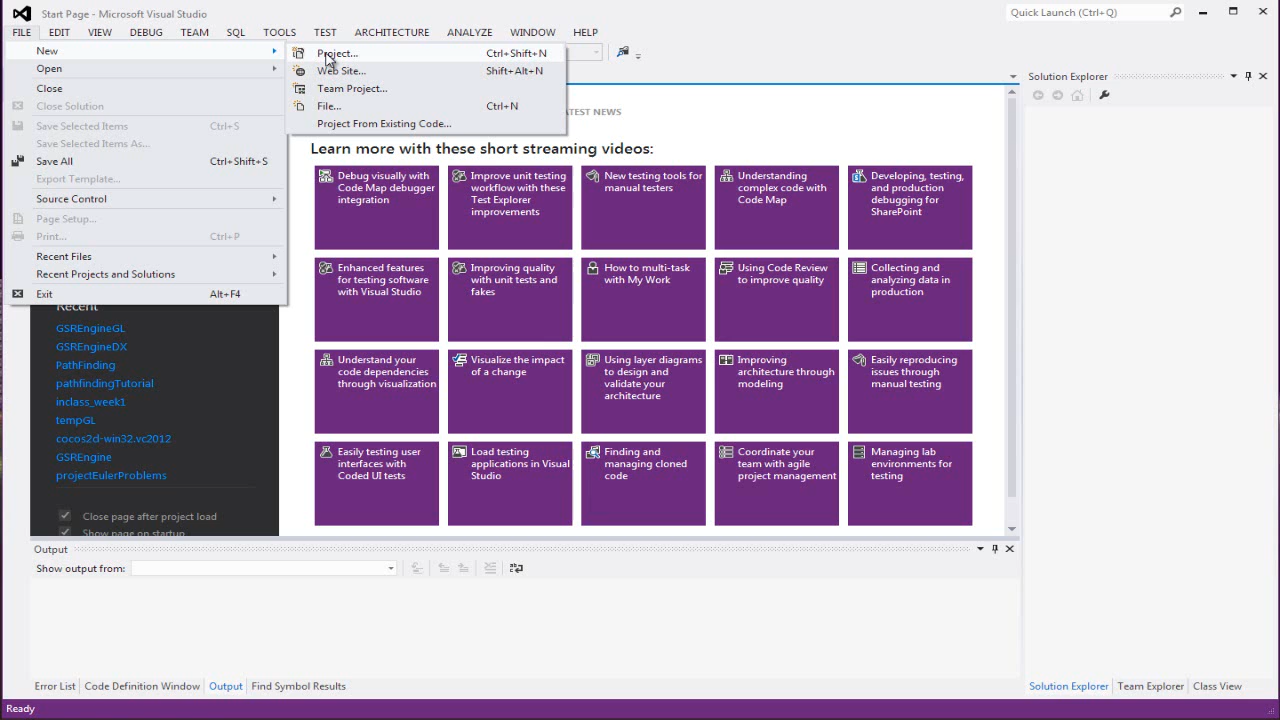 Start Page - Microsoft Visual Studio
Quick Launch (Ctrl+Q)
FILE EDIT VIEW DEBUG TEAM SQL TOOLS TEST ARCHITECTURE ANALYZE WINDOW HELP
New
Open
Close
Close Solution
Save Selected Items Ctrl+S
Save Selected Items As...
Save All Ctrl+Shift+S
Export Template...
Source Control
Page Setup...
Print... Ctrl+P
Recent Files
Recent Projects and Solutions
Exit Alt+F4
Project... Ctrl+Shift+N
Web Site... Shift+Alt+N
Team Project...
File... Ctrl+N
Project From Existing Code...
ATEST NEWS
Learn more with these short streaming videos:
Debug visually with
Code Map debugger
integration
Improve unit testing
workflow with these
Test Explorer
improvements
New testing tools for
manual testers
Understanding
complex code with
Code Map
Developing, testing,
and production
debugging for
SharePoint
Enhanced features
for testing software
with Visual Studio
Improving quality
with unit tests and
fakes
How to multi-task
with My Work
Using Code Review
to improve quality
Collecting and
analyzing data in
production
Understand your
code dependencies
through visualization
Visualize the impact
of a change
Using layer diagrams
to design and
validate your
architecture
Improving
architecture through
modeling
Easily reproducing
issues through
manual testing
Easily testing user
interfaces with
Coded UI tests
Load testing
applications in Visual
Studio
Finding and
managing cloned
code
Coordinate your
team with agile
project management
Managing lab
environments for
testing
Recent
GSREngineGL
GSREngineDX
PathFinding
pathfindingTutorial
inclass_week1
tempGL
cocos2d-win32.vc2012
GSREngine
projectEulerProblems
Close page after project load
Show page on startup
Solution Explorer
Output
Show output from:
Error List Code Definition Window Output Find Symbol Results
Solution Explorer Team Explorer Class View
Ready